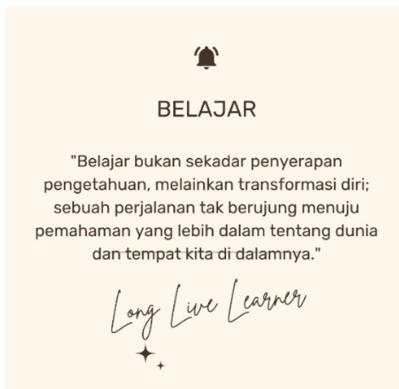 BELAJAR
"Belajar bukan sekadar penyerapan
pengetahuan, melainkan transformasi diri;
sebuah perjalanan tak berujung menuju
pemahaman yang lebih dalam tentang dunia
dan tempat kita di dalamnya."
Long Live Learner